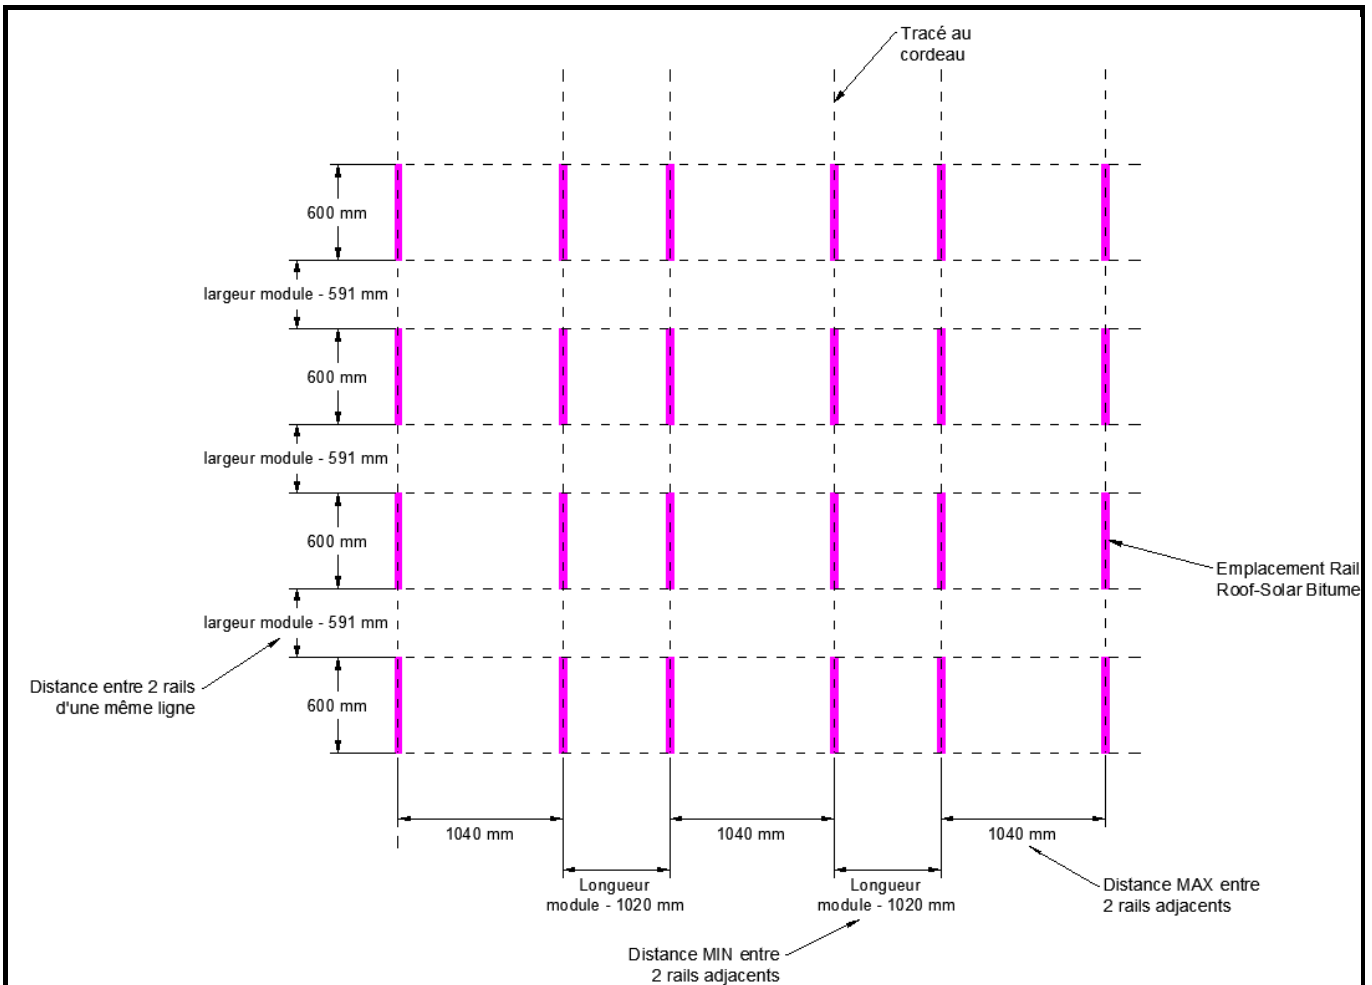 Tracé au
cordeau
600 mm
largeur module - 591 mm
600 mm
largeur module - 591 mm
600 mm
Emplacement Rail
Roof-Solar Bitume
largeur module - 591 mm
Distance entre 2 rails
d'une même ligne
600 mm
1040 mm
1040 mm
1040 mm
Longueur
module - 1020 mm
Longueur
module - 1020 mm
Distance MAX entre
2 rails adjacents
Distance MIN entre
2 rails adjacents